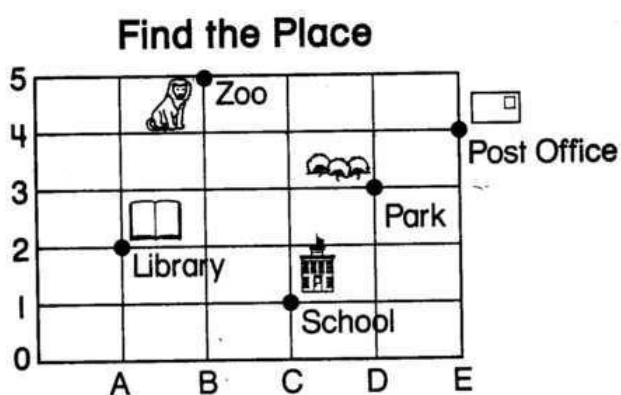 Find the Place
5
Zoo
4
Post Office
3
Park
2
Library
1
School
0
A B C D E